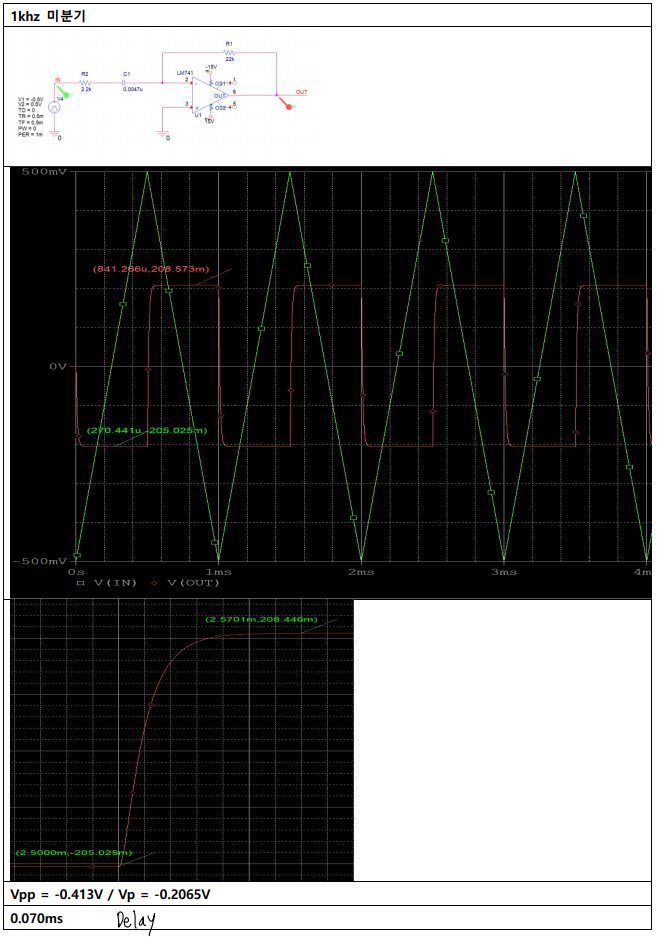 1khz 미분기
R1
22k
IN
R2
2.2k
C1
0.0047u
LM741
-15V
2
3
1
6
5
OS1
OUT
OS2
U1
15V
OUT
V4
V1 = -0.5V
V2 = 0.5V
TD = 0
TR = 0.5m
TF = 0.5m
PW = 0
PER = 1m
0
0
500mV
(841.266u,208.573m)
0V
(270.441u,-205.025m)
-500mV
0s 1ms 2ms 3ms 4m
V(IN) V(OUT)
(2.5701m,208.446m)
(2.5000m,-205.025m)
Vpp = -0.413V / Vp = -0.2065V
0.070ms Delay